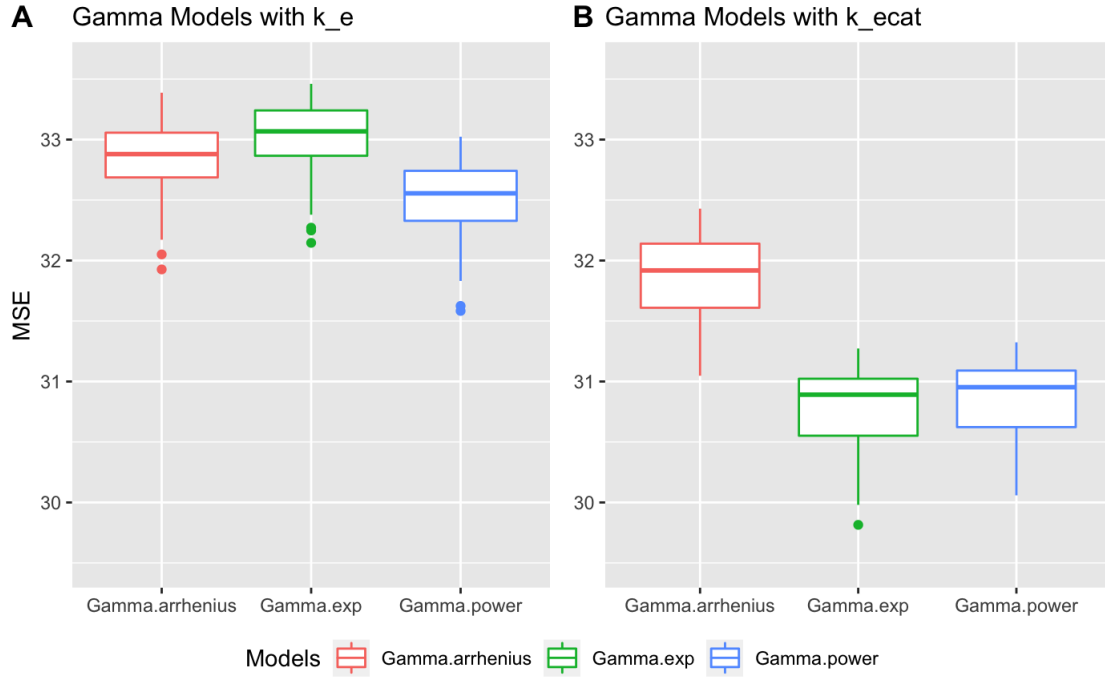 A Gamma Models with k_e
MSE
33
32
31
30
Gamma.arrhenius Gamma.exp Gamma.power
B Gamma Models with k_ecat
33
32
31
30
Gamma.arrhenius Gamma.exp Gamma.power
Models Gamma.arrhenius Gamma.exp Gamma.power